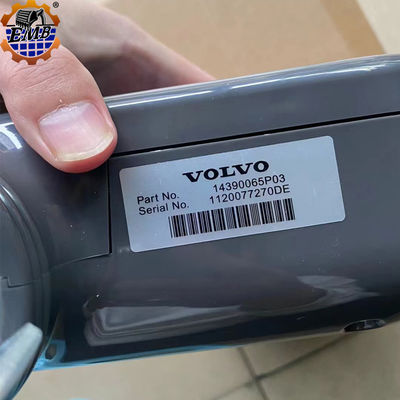 EMB
VOLVO
Part No. 14390065P03
Serial No. 1120077270DE